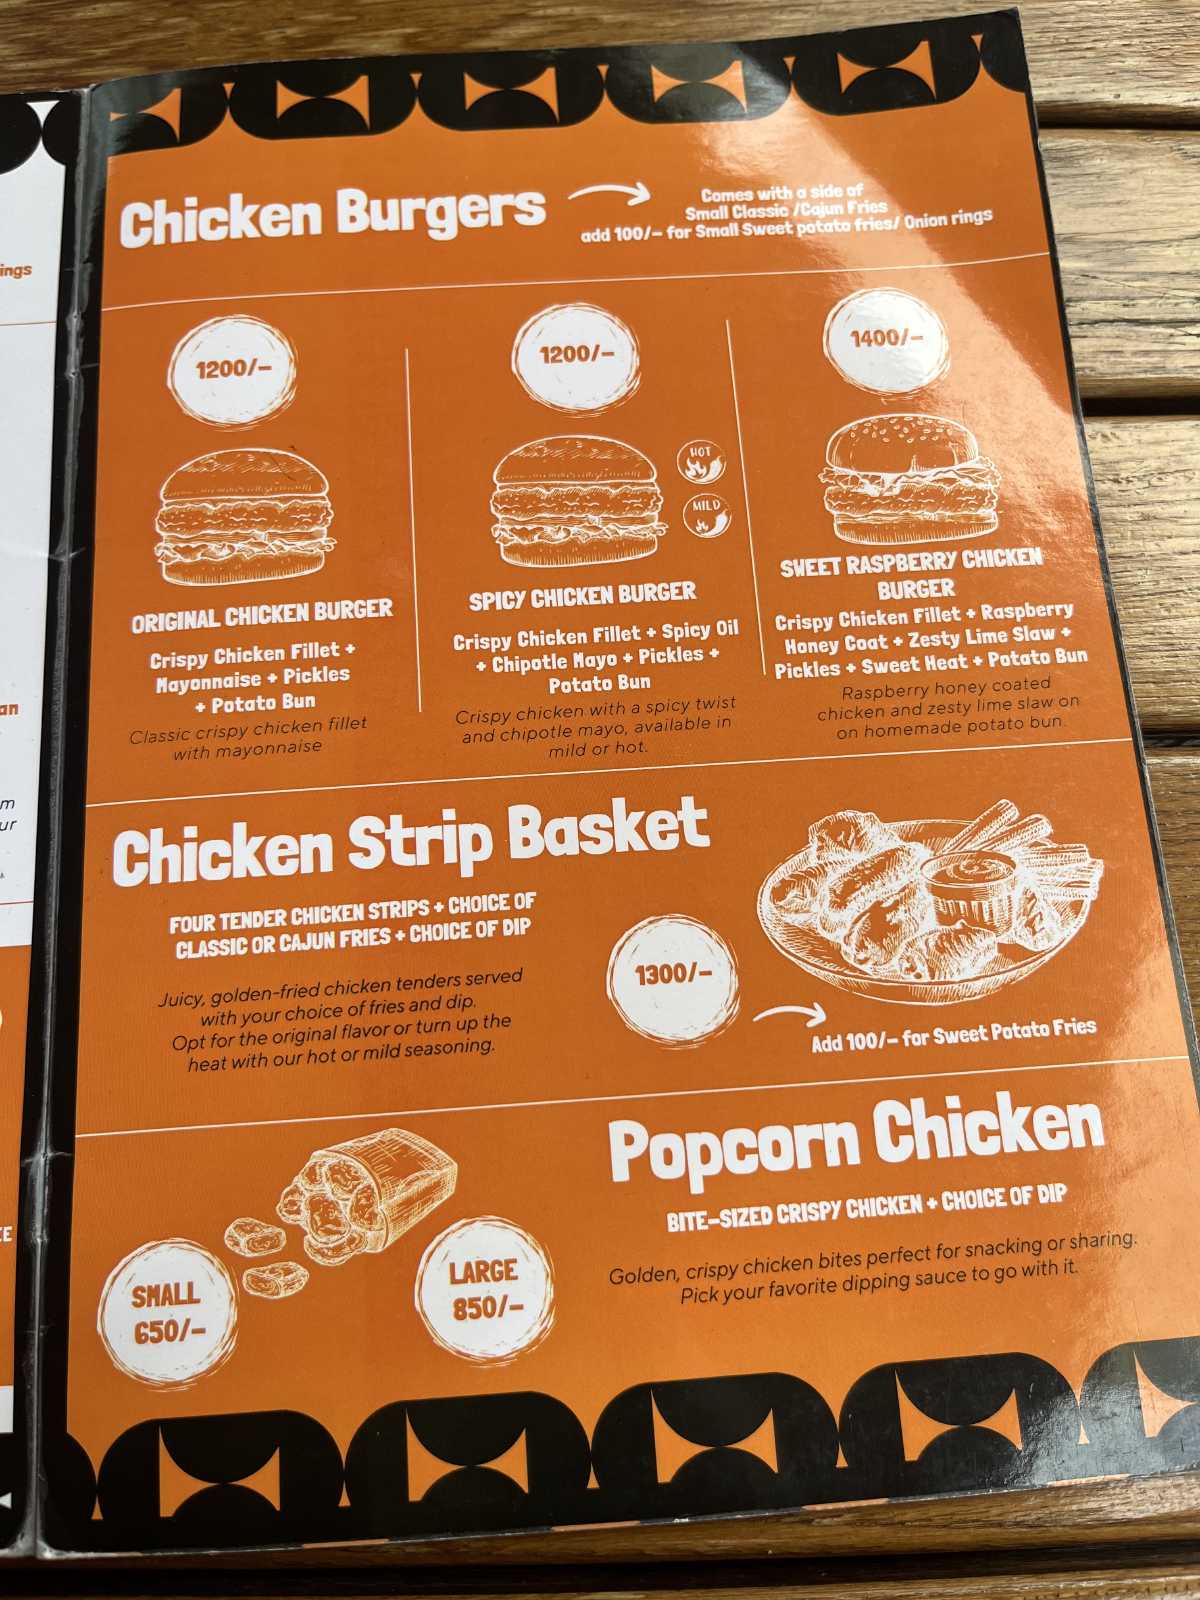 ings
an
m
ur
EE
Chicken Burgers
Comes with a side of
Small Classic /Cajun Fries
add 100/- for Small Sweet potato fries/ Onion rings
1200/-
1200/-
1400/-
HOT
MILD
ORIGINAL CHICKEN BURGER
Crispy Chicken Fillet +
Mayonnaise + Pickles
+ Potato Bun
Classic crispy chicken fillet
with mayonnaise
SPICY CHICKEN BURGER
Crispy Chicken Fillet + Spicy Oil
+ Chipotle Mayo + Pickles +
Potato Bun
Crispy chicken with a spicy twist
and chipotle mayo, available in
mild or hot.
SWEET RASPBERRY CHICKEN
BURGER
Crispy Chicken Fillet + Raspberry
Honey Coat + Zesty Lime Slaw +
Pickles + Sweet Heat + Potato Bun
Raspberry honey coated
chicken and zesty lime slaw on
on homemade potato bun.
Chicken Strip Basket
FOUR TENDER CHICKEN STRIPS + CHOICE OF
CLASSIC OR CAJUN FRIES + CHOICE OF DIP
Juicy, golden-fried chicken tenders served
with your choice of fries and dip.
Opt for the original flavor or turn up the
heat with our hot or mild seasoning.
1300/-
Add 100/- for Sweet Potato Fries
Popcorn Chicken
BITE-SIZED CRISPY CHICKEN + CHOICE OF DIP
Golden, crispy chicken bites perfect for snacking or sharing.
Pick your favorite dipping sauce to go with it.
SMALL
650/-
LARGE
850/-